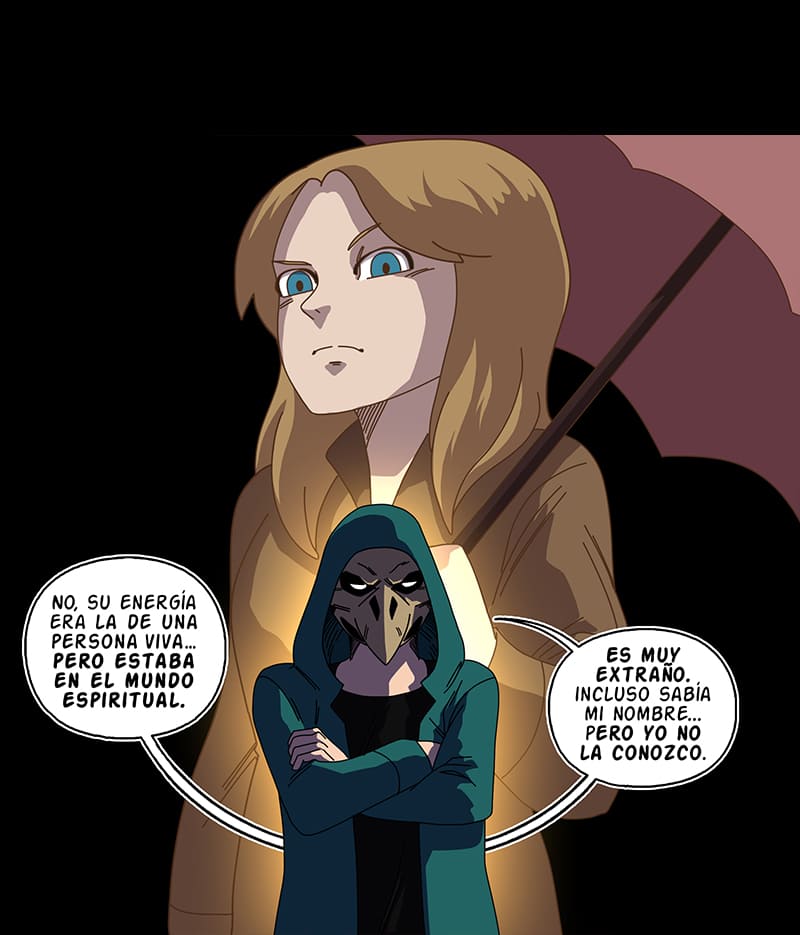 NO, SU ENERGÍA
ERA LA DE UNA
PERSONA VIVA...
PERO ESTABA
EN EL MUNDO
ESPIRITUAL.
ES MUY
EXTRAÑO.
INCLUSO SABÍA
MI NOMBRE...
PERO YO NO
LA CONOZCO.